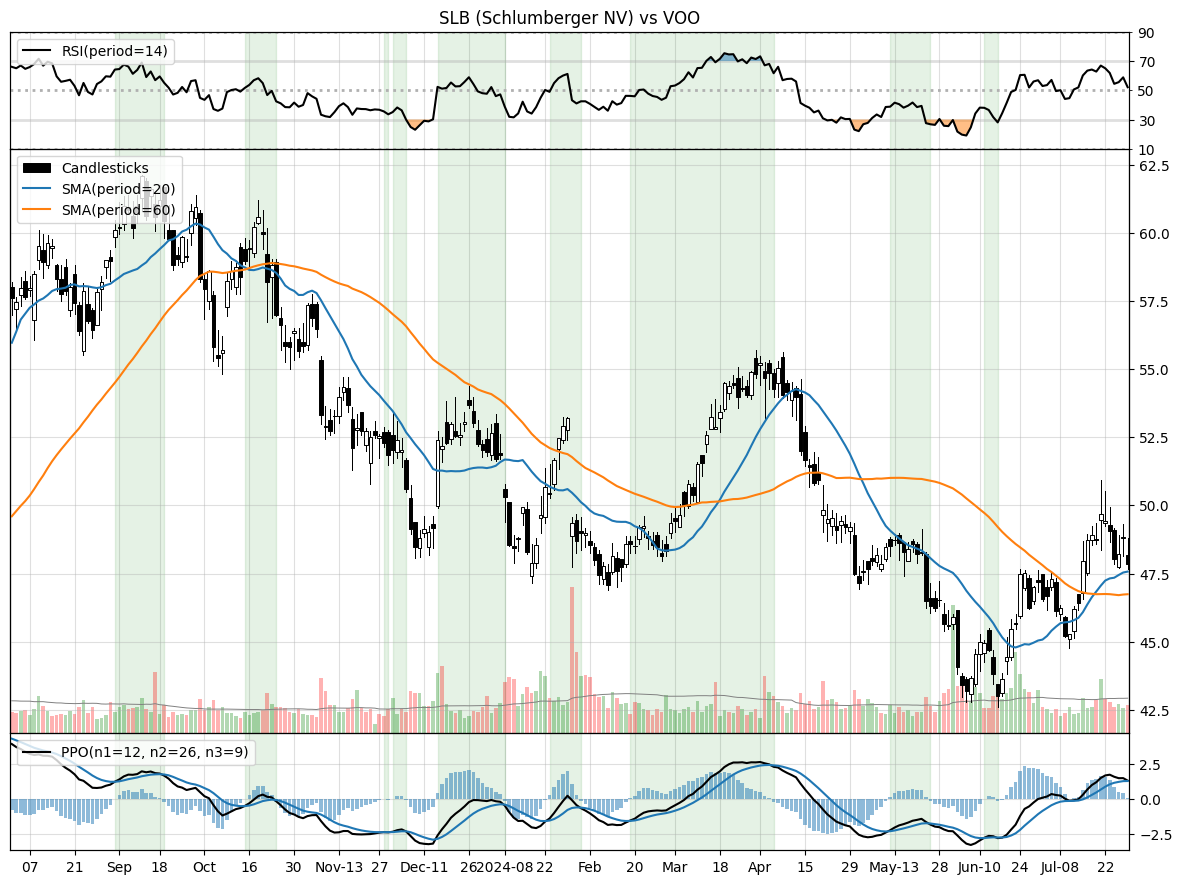 SLB (Schlumberger NV) vs VOO
RSI(period=14)
90
70
50
30
10
Candlesticks
SMA(period=20)
SMA(period=60)
62.5
60.0
57.5
55.0
52.5
50.0
47.5
45.0
42.5
PPO(n1=12, n2=26, n3=9)
2.5
0.0
−2.5
07 21 Sep 18 Oct 16 30 Nov-13 27 Dec-11 26 2024-08 22 Feb 20 Mar 18 Apr 15 29 May-13 28 Jun-10 24 Jul-08 22